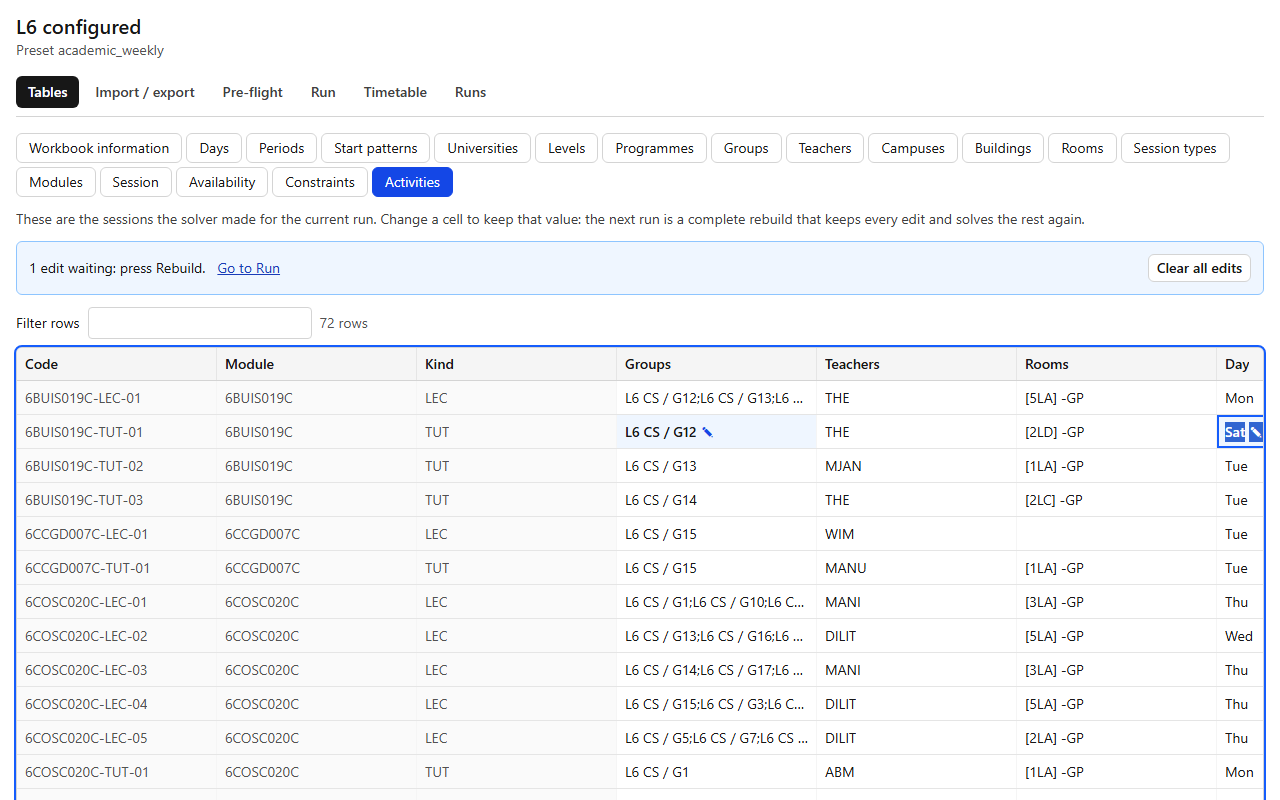 L6 configured
Preset academic_weekly
Tables Import / export Pre-flight Run Timetable Runs
Workbook information Days Periods Start patterns Universities Levels Programmes Groups Teachers Campuses Buildings Rooms Session types
Modules Session Availability Constraints Activities
These are the sessions the solver made for the current run. Change a cell to keep that value: the next run is a complete rebuild that keeps every edit and solves the rest again.
1 edit waiting: press Rebuild. Go to Run Clear all edits
Filter rows 72 rows
Code Module Kind Groups Teachers Rooms Day
6BUIS019C-LEC-01 6BUIS019C LEC L6 CS / G12;L6 CS / G13;L6 ... THE [5LA] -GP Mon
6BUIS019C-TUT-01 6BUIS019C TUT L6 CS / G12 THE [2LD] -GP Sat
6BUIS019C-TUT-02 6BUIS019C TUT L6 CS / G13 MJAN [1LA] -GP Tue
6BUIS019C-TUT-03 6BUIS019C TUT L6 CS / G14 THE [2LC] -GP Tue
6CCGD007C-LEC-01 6CCGD007C LEC L6 CS / G15 WIM Tue
6CCGD007C-TUT-01 6CCGD007C TUT L6 CS / G15 MANU [1LA] -GP Tue
6COSC020C-LEC-01 6COSC020C LEC L6 CS / G1;L6 CS / G10;L6 C... MANI [3LA] -GP Thu
6COSC020C-LEC-02 6COSC020C LEC L6 CS / G13;L6 CS / G16;L6 ... DILIT [5LA] -GP Wed
6COSC020C-LEC-03 6COSC020C LEC L6 CS / G14;L6 CS / G17;L6 ... MANI [3LA] -GP Thu
6COSC020C-LEC-04 6COSC020C LEC L6 CS / G15;L6 CS / G3;L6 C... DILIT [5LA] -GP Thu
6COSC020C-LEC-05 6COSC020C LEC L6 CS / G5;L6 CS / G7;L6 CS ... DILIT [2LA] -GP Thu
6COSC020C-TUT-01 6COSC020C TUT L6 CS / G1 ABM [1LA] -GP Mon